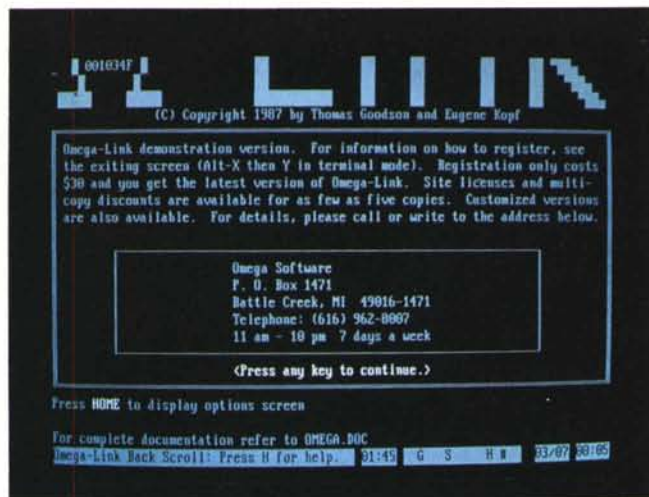 001034F
LINK
(C) Copyright 1987 by Thomas Goodson and Eugene Kopf
Omega-Link demonstration version. For information on how to register, see
the exiting screen (Alt-X then Y in terminal mode). Registration only costs
$30 and you get the latest version of Omega-Link. Site licenses and multi-
copy discounts are available for as few as five copies. Customized versions
are also available. For details, please call or write to the address below.
Omega Software
P. O. Box 1471
Battle Creek, MI 49016-1471
Telephone: (616) 962-8007
11 am - 10 pm 7 days a week
<Press any key to continue.>
Press HOME to display options screen
For complete documentation refer to OMEGA.DOC
Omega-Link Back Scroll: Press H for help. 01:45 G S H # 03/07 00:05